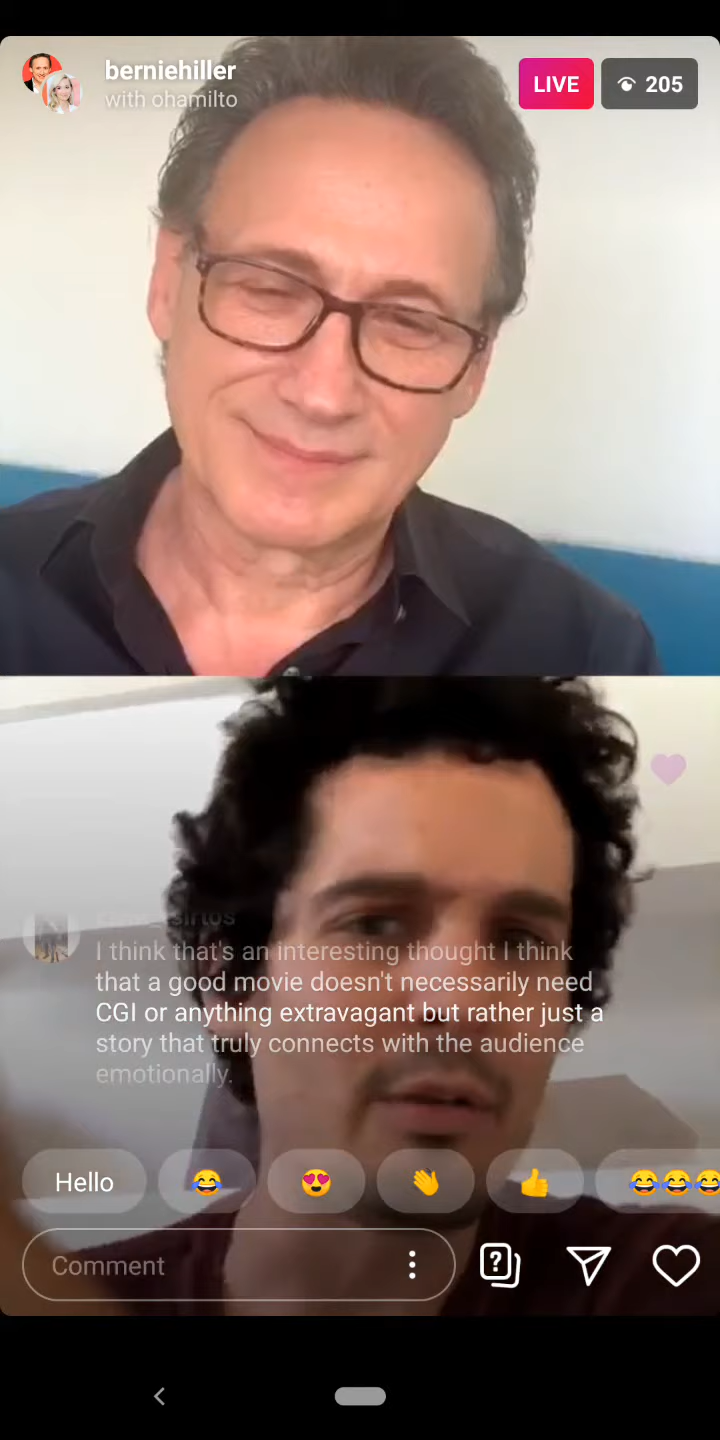 berniehiller
with ohamilto
LIVE
205
I think that's an interesting thought I think
that a good movie doesn't necessarily need
CGI or anything extravagant but rather just a
story that truly connects with the audience
emotionally.
Hello
Comment